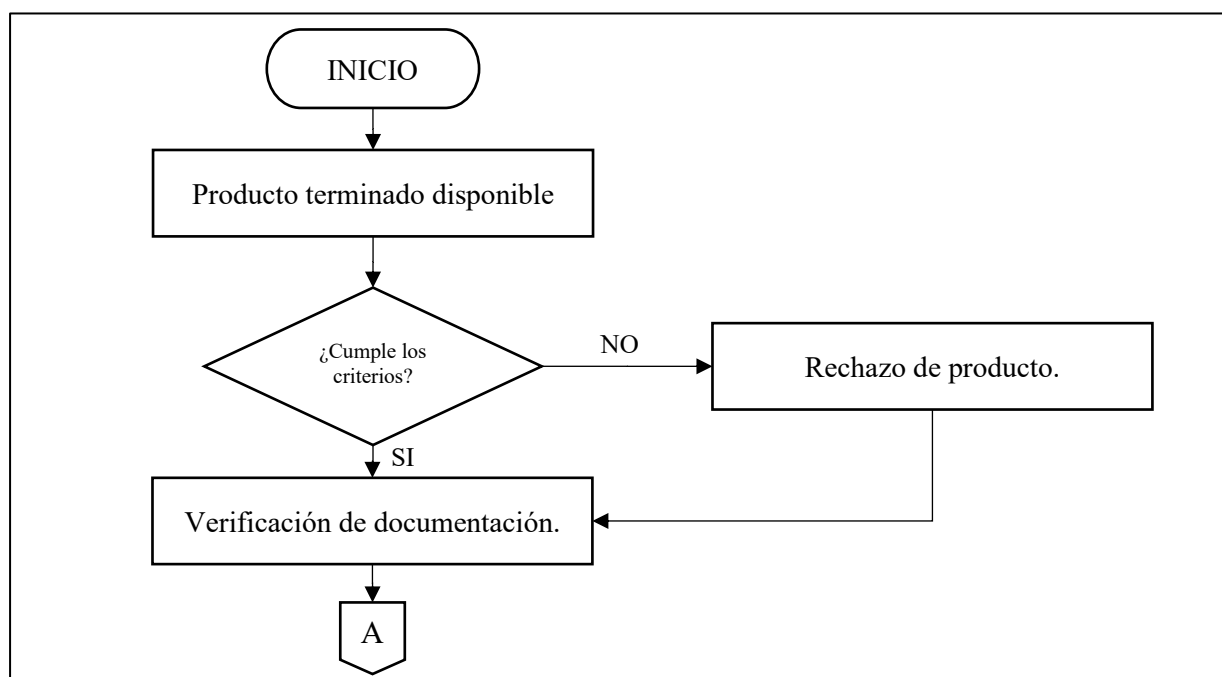 INICIO
Producto terminado disponible
¿Cumple los
criterios?
NO
Rechazo de producto.
SI
Verificación de documentación.
A